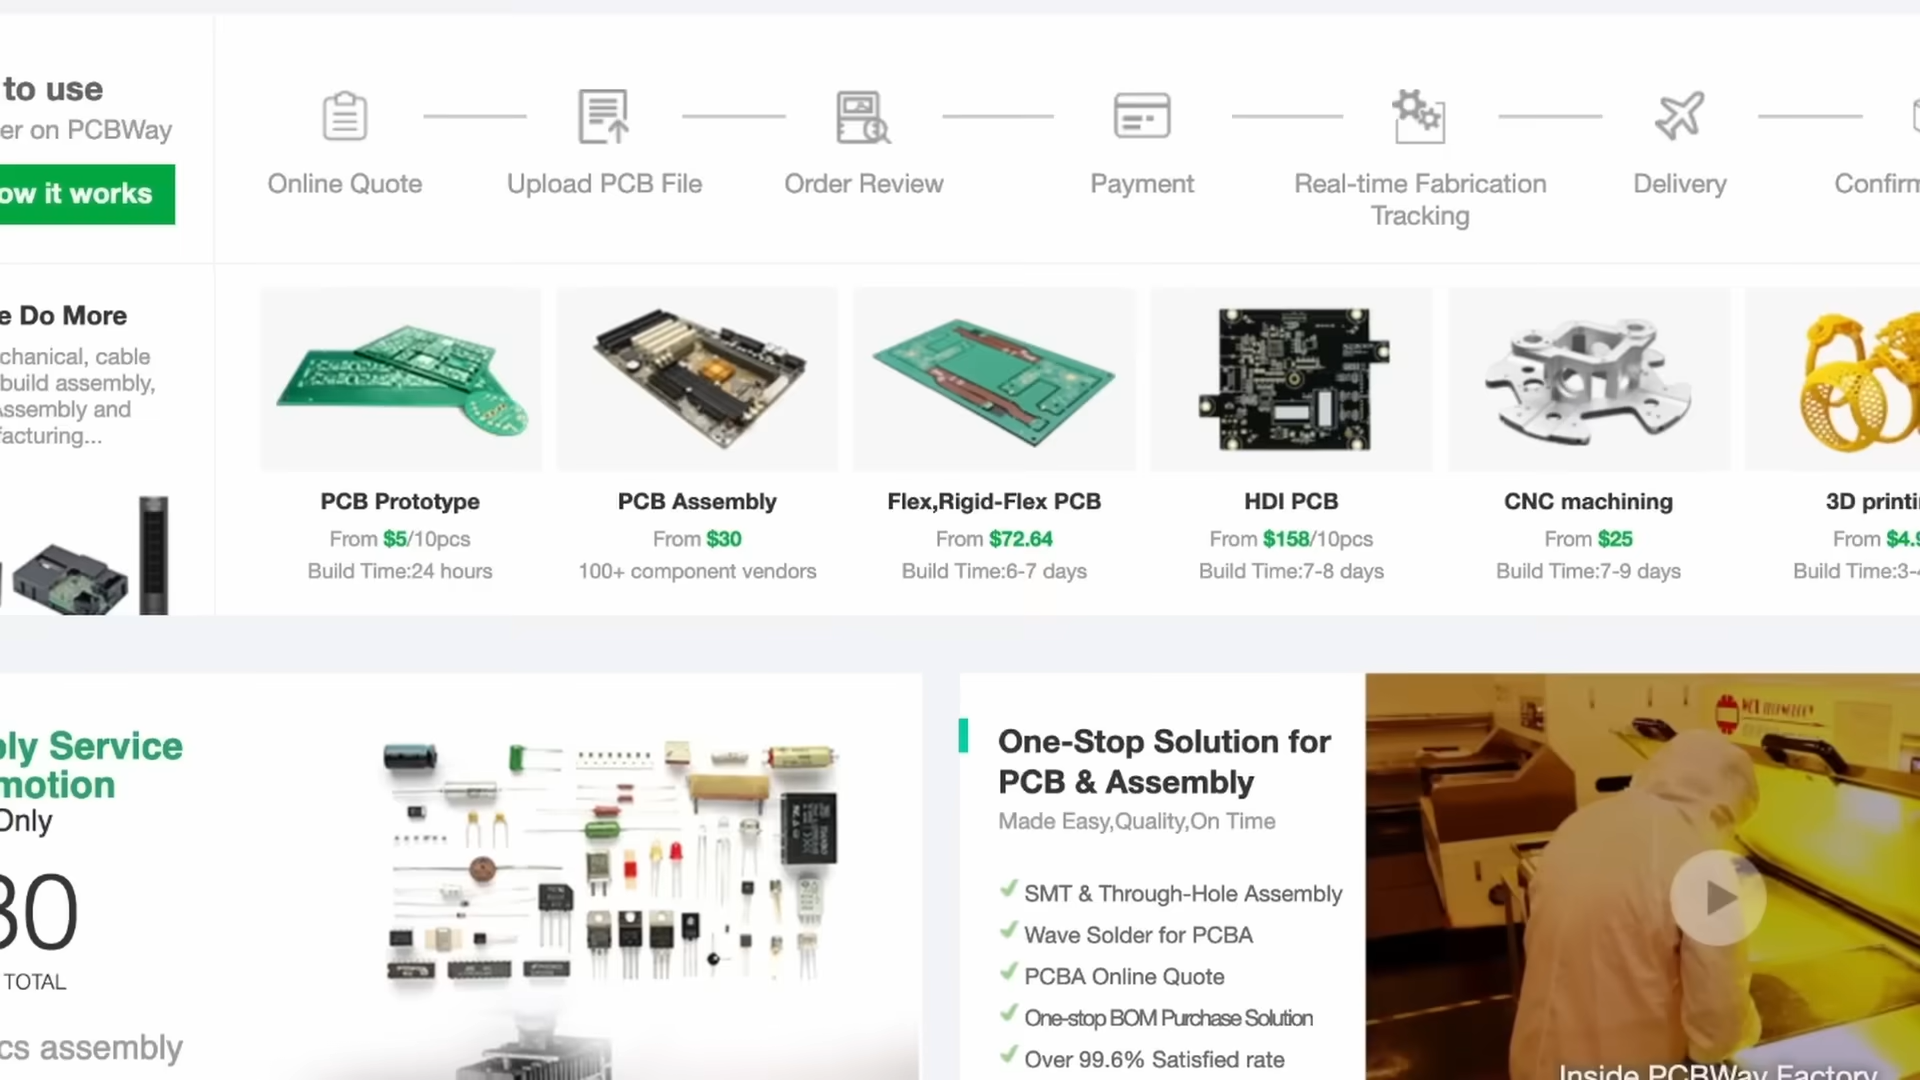 to use
er on PCBWay
ow it works
Online Quote
Upload PCB File
Order Review
Payment
Real-time Fabrication
Tracking
Delivery
Confirm
e Do More
chanical, cable
build assembly,
Assembly and
facturing...
PCB Prototype
From $5/10pcs
Build Time:24 hours
PCB Assembly
From $30
100+ component vendors
Flex,Rigid-Flex PCB
From $72.64
Build Time:6-7 days
HDI PCB
From $158/10pcs
Build Time:7-8 days
CNC machining
From $25
Build Time:7-9 days
3D printi
From $4.9
Build Time:3-4
bly Service
motion
Only
30
TOTAL
cs assembly
One-Stop Solution for
PCB & Assembly
Made Easy,Quality,On Time
SMT & Through-Hole Assembly
Wave Solder for PCBA
PCBA Online Quote
One-stop BOM Purchase Solution
Over 99.6% Satisfied rate
Inside PCBWay Factory